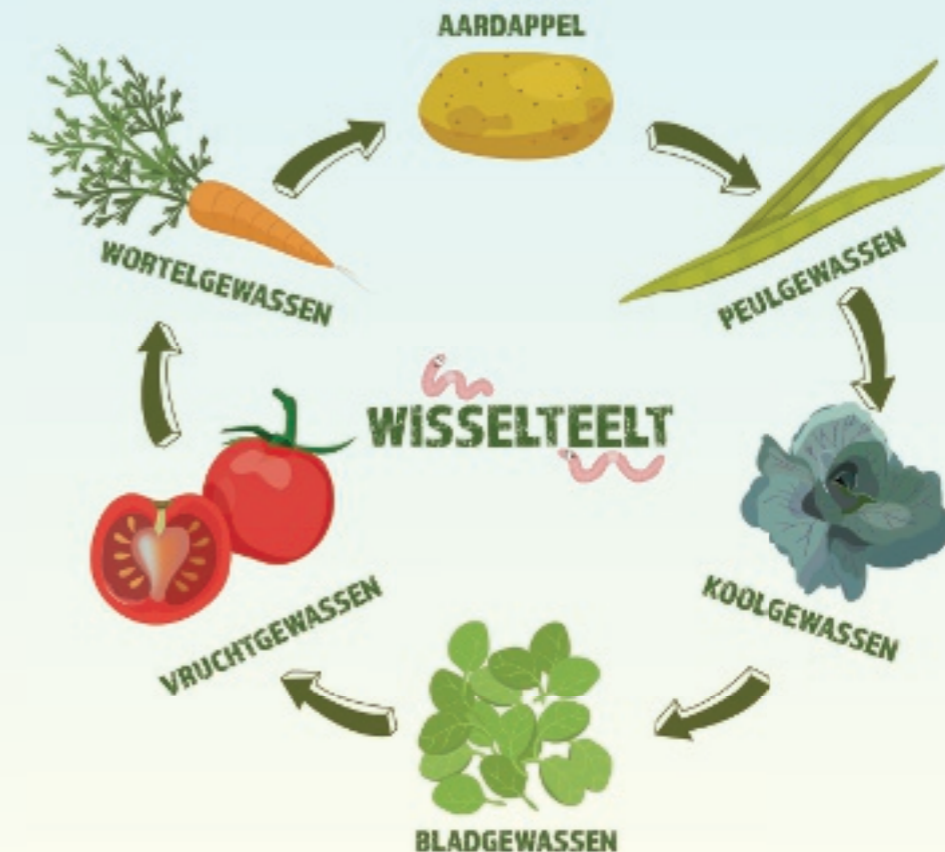 AARDAPPEL
WORTELGEWASSEN
PEULGEWASSEN
WISSELTEELT
KOOLGEWASSEN
VRUCHTGEWASSEN
BLADGEWASSEN